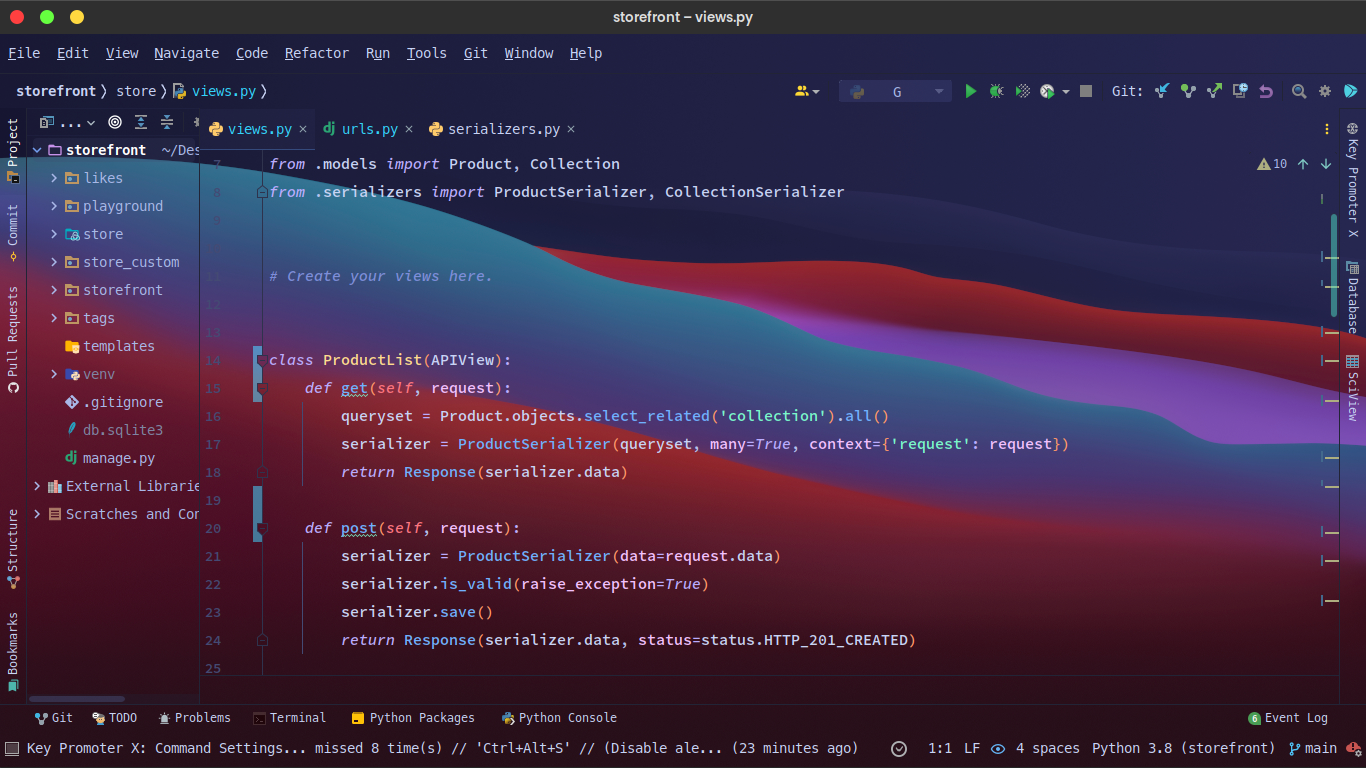 storefront – views.py
File Edit View Navigate Code Refactor Run Tools Git Window Help
storefront › store › views.py ›
G
Git:
Project
Commit
Pull Requests
Structure
Bookmarks
...
storefront ~/Des
likes
playground
store
store_custom
storefront
tags
templates
venv
.gitignore
db.sqlite3
manage.py
External Librarie
Scratches and Con
views.py × urls.py × serializers.py ×
10
7 from .models import Product, Collection
8 from .serializers import ProductSerializer, CollectionSerializer
9
# Create your views here.
12
13
14 class ProductList(APIView):
15 def get(self, request):
16 queryset = Product.objects.select_related('collection').all()
17 serializer = ProductSerializer(queryset, many=True, context={'request': request})
18 return Response(serializer.data)
19
20 def post(self, request):
21 serializer = ProductSerializer(data=request.data)
22 serializer.is_valid(raise_exception=True)
23 serializer.save()
24 return Response(serializer.data, status=status.HTTP_201_CREATED)
25
Key Promoter X
Database
SciView
Git TODO Problems Terminal Python Packages Python Console 6 Event Log
Key Promoter X: Command Settings... missed 8 time(s) // 'Ctrl+Alt+S' // (Disable ale... (23 minutes ago) 1:1 LF 4 spaces Python 3.8 (storefront) main